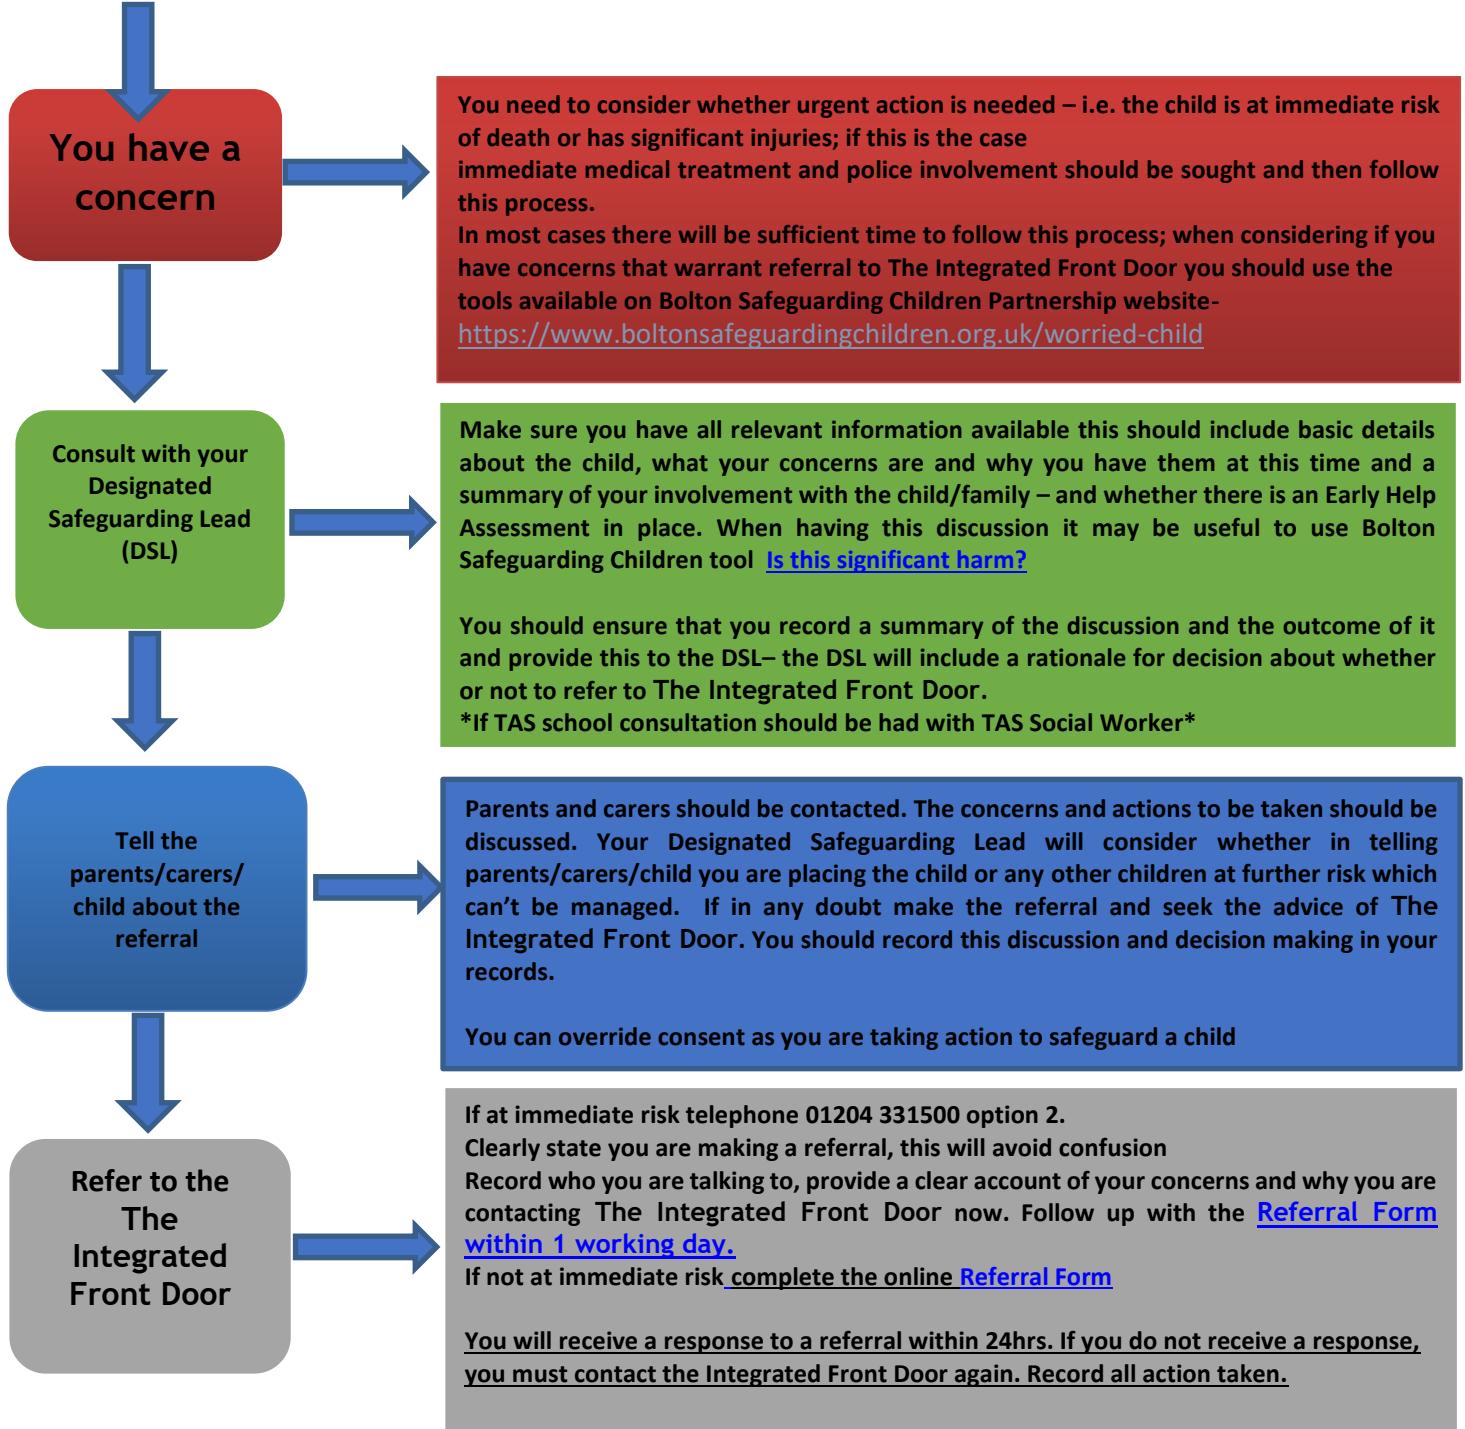 You have a
concern
You need to consider whether urgent action is needed – i.e. the child is at immediate risk
of death or has significant injuries; if this is the case
immediate medical treatment and police involvement should be sought and then follow
this process.
In most cases there will be sufficient time to follow this process; when considering if you
have concerns that warrant referral to The Integrated Front Door you should use the
tools available on Bolton Safeguarding Children Partnership website-
https://www.boltonsafeguardingchildren.org.uk/worried-child
Consult with your
Designated
Safeguarding Lead
(DSL)
Make sure you have all relevant information available this should include basic details
about the child, what your concerns are and why you have them at this time and a
summary of your involvement with the child/family – and whether there is an Early Help
Assessment in place. When having this discussion it may be useful to use Bolton
Safeguarding Children tool Is this significant harm?
You should ensure that you record a summary of the discussion and the outcome of it
and provide this to the DSL– the DSL will include a rationale for decision about whether
or not to refer to The Integrated Front Door.
*If TAS school consultation should be had with TAS Social Worker*
Tell the
parents/carers/
child about the
referral
Parents and carers should be contacted. The concerns and actions to be taken should be
discussed. Your Designated Safeguarding Lead will consider whether in telling
parents/carers/child you are placing the child or any other children at further risk which
can’t be managed. If in any doubt make the referral and seek the advice of The
Integrated Front Door. You should record this discussion and decision making in your
records.
You can override consent as you are taking action to safeguard a child
Refer to the
The
Integrated
Front Door
If at immediate risk telephone 01204 331500 option 2.
Clearly state you are making a referral, this will avoid confusion
Record who you are talking to, provide a clear account of your concerns and why you are
contacting The Integrated Front Door now. Follow up with the Referral Form
within 1 working day.
If not at immediate risk complete the online Referral Form
You will receive a response to a referral within 24hrs. If you do not receive a response,
you must contact the Integrated Front Door again. Record all action taken.